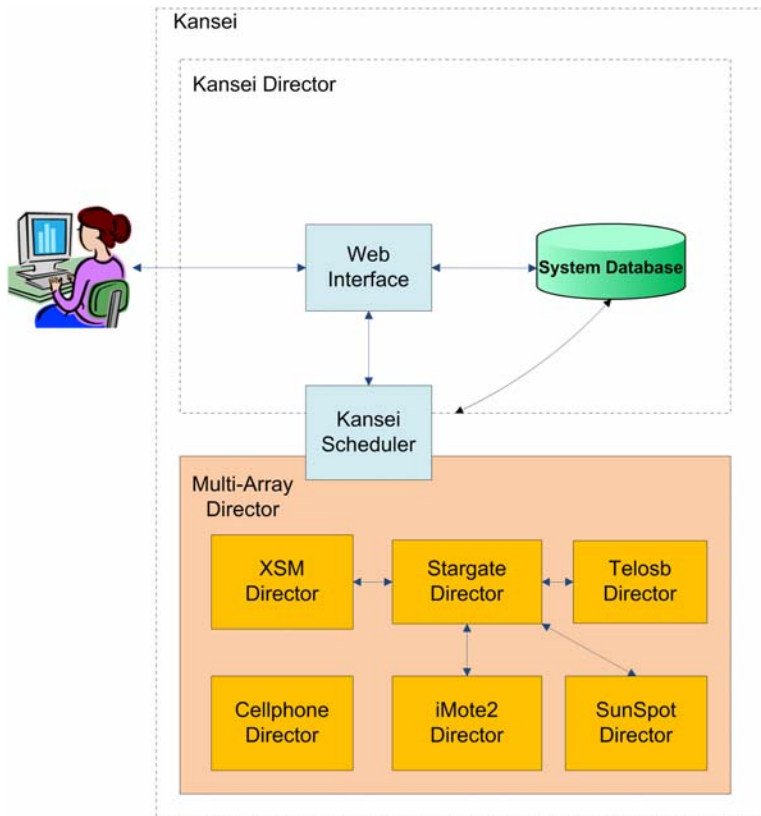 Kansei
Kansei Director
Web
Interface
System Database
Kansei
Scheduler
Multi-Array
Director
XSM
Director
Stargate
Director
Telosb
Director
Cellphone
Director
iMote2
Director
SunSpot
Director